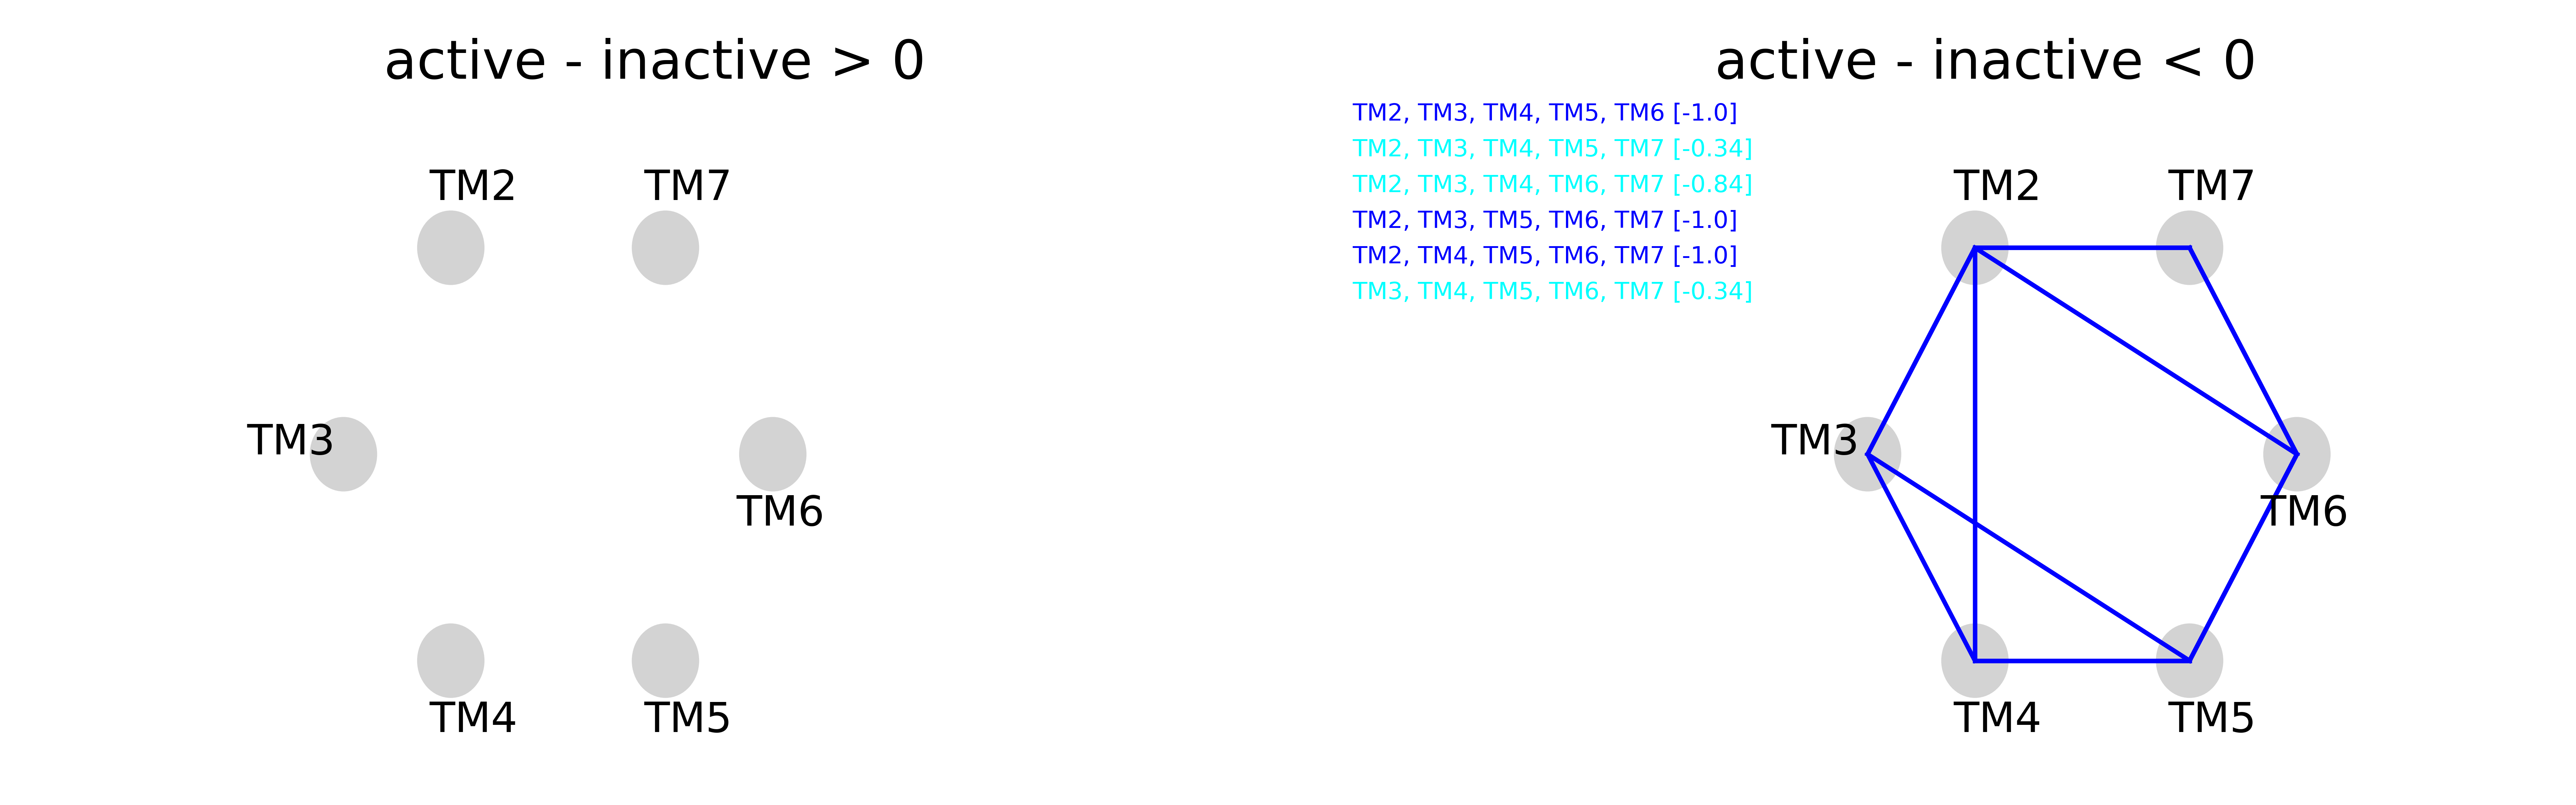 active - inactive > 0
TM2
TM7
TM3
TM6
TM4
TM5
active - inactive < 0
TM2, TM3, TM4, TM5, TM6 [-1.0]
TM2, TM3, TM4, TM5, TM7 [-0.34]
TM2, TM3, TM4, TM6, TM7 [-0.84]
TM2, TM3, TM5, TM6, TM7 [-1.0]
TM2, TM4, TM5, TM6, TM7 [-1.0]
TM3, TM4, TM5, TM6, TM7 [-0.34]
TM2
TM7
TM3
TM6
TM4
TM5